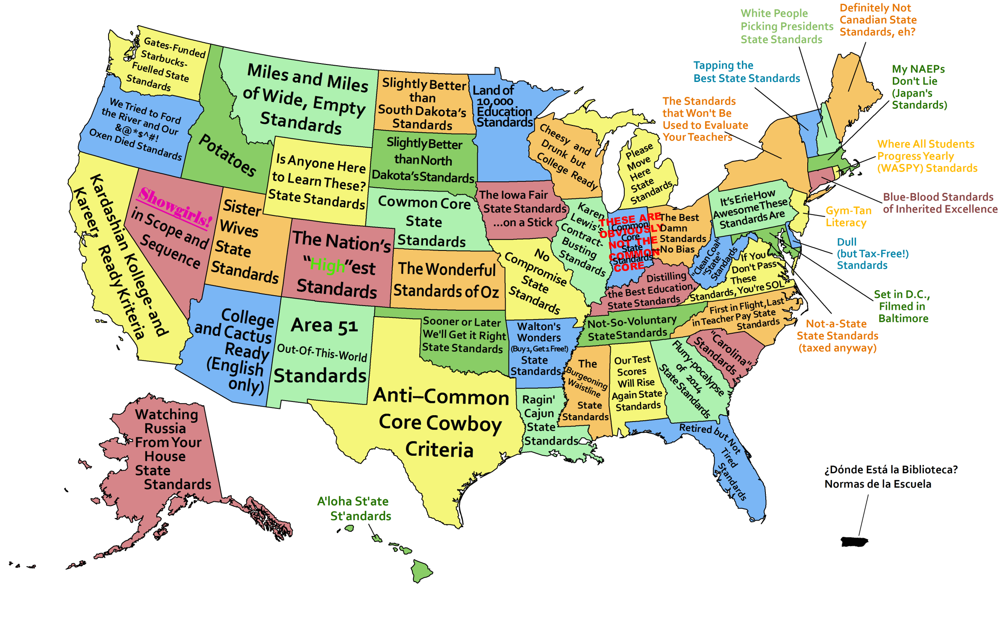 Gates-Funded
Starbucks-
Fuelled State
Standards
We Tried to Ford
the River and Our
&@*$^#!
Oxen Died Standards
Kardashian Kollege-and
Kareer- Ready Kriteria
Showgirls!
in Scope and
Sequence
Potatoes
Miles and Miles
of Wide, Empty
Standards
Is Anyone Here
to Learn These?
State Standards
Sister
Wives
State
Standards
The Nation's
"High"est
Standards
College
and Cactus
Ready
(English
only)
Area 51
Out-Of-This-World
Standards
Slightly Better
than
South Dakota's
Standards
Slightly Better
than North
Dakota's Standards
Cowmon Core
State
Standards
The Wonderful
Standards of Oz
Sooner or Later
We'll Get it Right
State Standards
Anti–Common
Core Cowboy
Criteria
Land of
10,000
Education
Standards
The Iowa Fair
State Standards
...on a Stick
No
Compromise
State
Standards
Walton's
Wonders
(Buy 1, Get 1 Free!)
State
Standards
Ragin'
Cajun
State
Standards
Cheesy and
Drunk but
College Ready
Karen
Lewis's
Contract-
Busting
Standards
Please
Move
Here
State
Standards
THESE ARE
OBVIOUSLY
NOT THE
COMMON
CORE
Common
Core
State
Standards
The Best
Damn
Standards
—No Bias
Distilling
the Best Education
State Standards
Not-So-Voluntary
State Standards
The
Burgeoning
Waistline
State
Standards
Our Test
Scores
Will Rise
Again State
Standards
Flurry-pocalypse
of 2014
State Standards
Retired but Not
Tired
Standards
"Carolina"
Standards
First in Flight, Last
in Teacher Pay State
Standards
If You
Don't Pass
These
Standards, You're SOL
"Clean Coal"
"State"
Standards
It's Erie How
Awesome These
Standards Are
The Standards
that Won't Be
Used to Evaluate
Your Teachers
Tapping the
Best State Standards
White People
Picking Presidents
State Standards
Definitely Not
Canadian State
Standards, eh?
My NAEPs
Don't Lie
(Japan's
Standards)
Where All Students
Progress Yearly
(WASPY) Standards
Blue-Blood Standards
of Inherited Excellence
Gym-Tan
Literacy
Dull
(but Tax-Free!)
Standards
Set in D.C.,
Filmed in
Baltimore
Not-a-State
State Standards
(taxed anyway)
Watching
Russia
From Your
House
State
Standards
A'loha St'ate
St'andards
¿Dónde Está la Biblioteca?
Normas de la Escuela